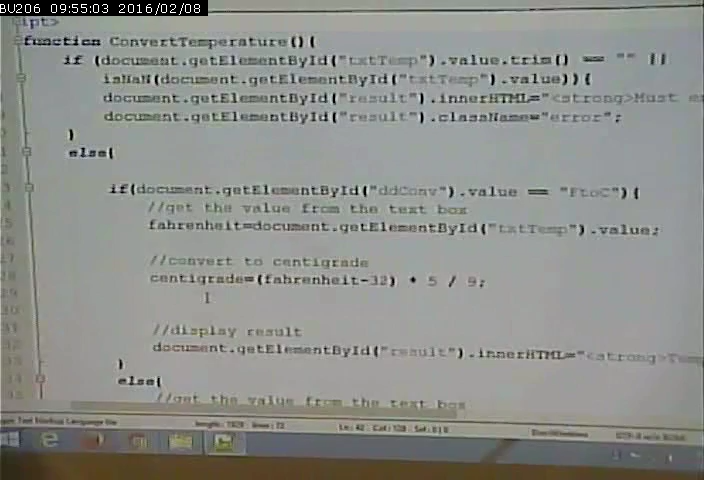 BU206 09:55:03 2016/02/08
ipt>
function ConvertTemperature(){
if (document.getElementById("txtTemp").value.trim() == "" ||
isNaN(document.getElementById("txtTemp").value)){
document.getElementById("result").innerHTML="<strong>Must
document.getElementById("result").className="error";
}
else{
if(document.getElementById("ddConv").value == "FtoC"){
//get the value from the text box
fahrenheit=document.getElementById("txtTemp").value;
//convert to centigrade
centigrade=(fahrenheit-32) * 5 / 9;
//display result
document.getElementById("result").innerHTML="<strong>Temp
}
else{
//get the value from the text box